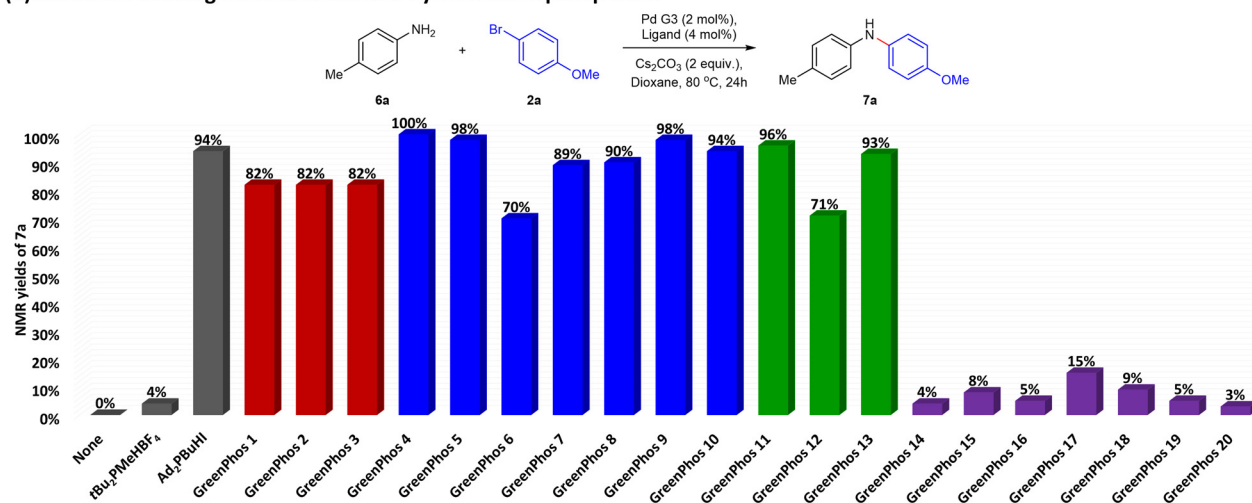 NH₂
Me
6a
+
Br
OMe
2a
Pd G3 (2 mol%),
Ligand (4 mol%)
Cs₂CO₃ (2 equiv.),
Dioxane, 80 °C, 24h
H
N
Me
OMe
7a
NMR yields of 7a
100%
90%
80%
70%
60%
50%
40%
30%
20%
10%
0%
0%
4%
94%
82%
82%
82%
100%
98%
70%
89%
90%
98%
94%
96%
71%
93%
4%
8%
5%
15%
9%
5%
3%
None
tBu₂PMeHBF₄
Ad₂PBuHI
GreenPhos 1
GreenPhos 2
GreenPhos 3
GreenPhos 4
GreenPhos 5
GreenPhos 6
GreenPhos 7
GreenPhos 8
GreenPhos 9
GreenPhos 10
GreenPhos 11
GreenPhos 12
GreenPhos 13
GreenPhos 14
GreenPhos 15
GreenPhos 16
GreenPhos 17
GreenPhos 18
GreenPhos 19
GreenPhos 20